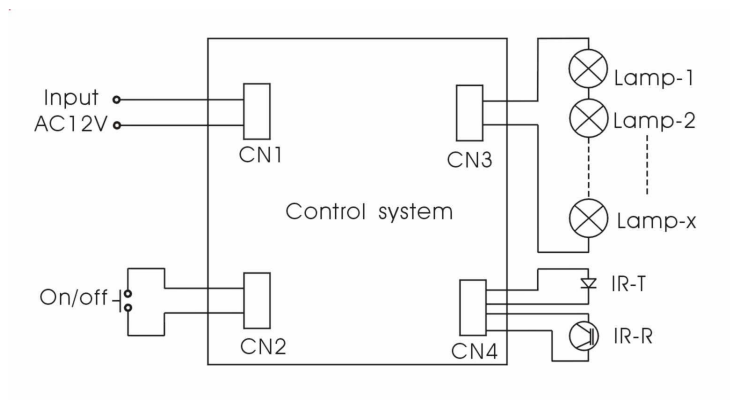 Input
AC12V
CN1
CN3
Lamp-1
Lamp-2
Control system
Lamp-x
On/off
CN2
CN4
IR-T
IR-R